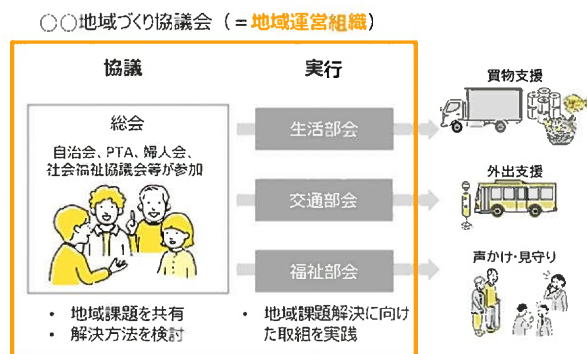 ○○地域づくり協議会（＝地域運営組織）
協議
実行
総会
自治会、PTA、婦人会、
社会福祉協議会等が参加
・ 地域課題を共有
・ 解決方法を検討
生活部会
交通部会
福祉部会
・ 地域課題解決に向け
た取組を実践
買物支援
外出支援
声かけ・見守り